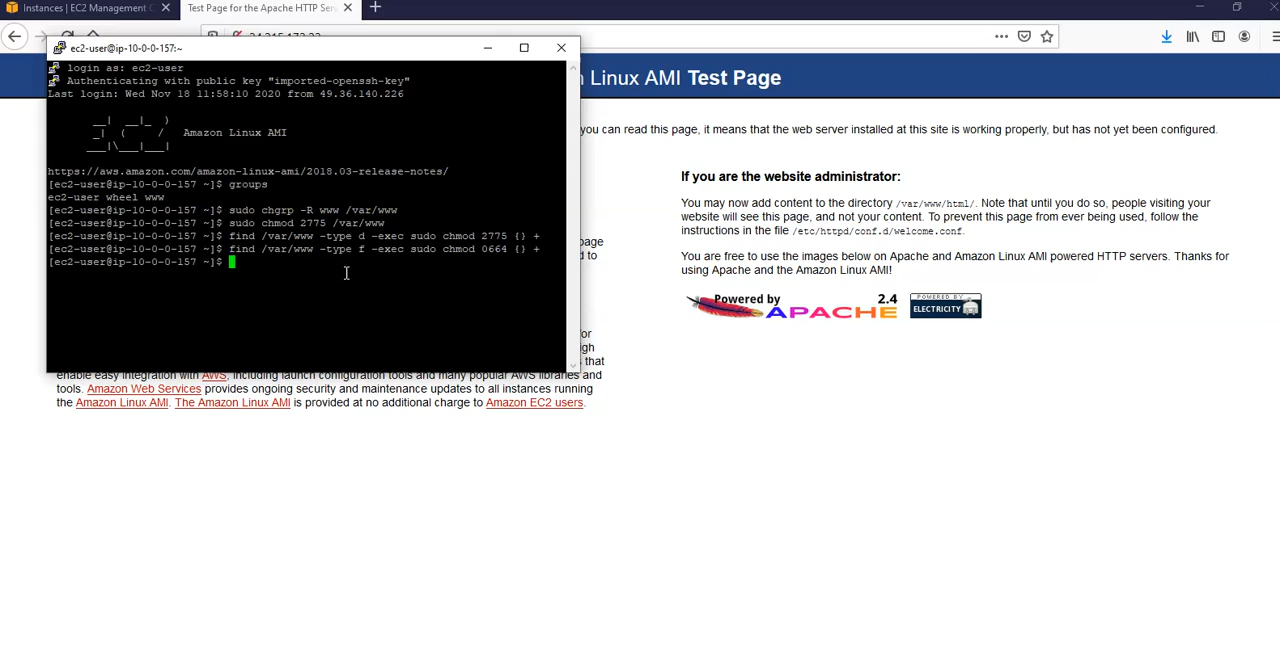 Instances | EC2 Management
Test Page for the Apache HTTP Ser
ec2-user@ip-10-0-0-157:~
login as: ec2-user
Authenticating with public key "imported-openssh-key"
Last login: Wed Nov 18 11:58:10 2020 from 49.36.140.226
__| __|_ )
_| ( / Amazon Linux AMI
___|\___|___|
https://aws.amazon.com/amazon-linux-ami/2018.03-release-notes/
[ec2-user@ip-10-0-0-157 ~]$ groups
ec2-user wheel www
[ec2-user@ip-10-0-0-157 ~]$ sudo chgrp -R www /var/www
[ec2-user@ip-10-0-0-157 ~]$ sudo chmod 2775 /var/www
[ec2-user@ip-10-0-0-157 ~]$ find /var/www -type d -exec sudo chmod 2775 {} +
[ec2-user@ip-10-0-0-157 ~]$ find /var/www -type f -exec sudo chmod 0664 {} +
[ec2-user@ip-10-0-0-157 ~]$
Linux AMI Test Page
you can read this page, it means that the web server installed at this site is working properly, but has not yet been configured.
page
d to
for
that
enable easy integration with AWS, including launch configuration tools and many popular AWS libraries and
tools. Amazon Web Services provides ongoing security and maintenance updates to all instances running
the Amazon Linux AMI. The Amazon Linux AMI is provided at no additional charge to Amazon EC2 users.
If you are the website administrator:
You may now add content to the directory /var/www/html/. Note that until you do so, people visiting your
website will see this page, and not your content. To prevent this page from ever being used, follow the
instructions in the file /etc/httpd/conf.d/welcome.conf.
You are free to use the images below on Apache and Amazon Linux AMI powered HTTP servers. Thanks for
using Apache and the Amazon Linux AMI!
Powered by 2.4
APACHE
POWERED BY
ELECTRICITY